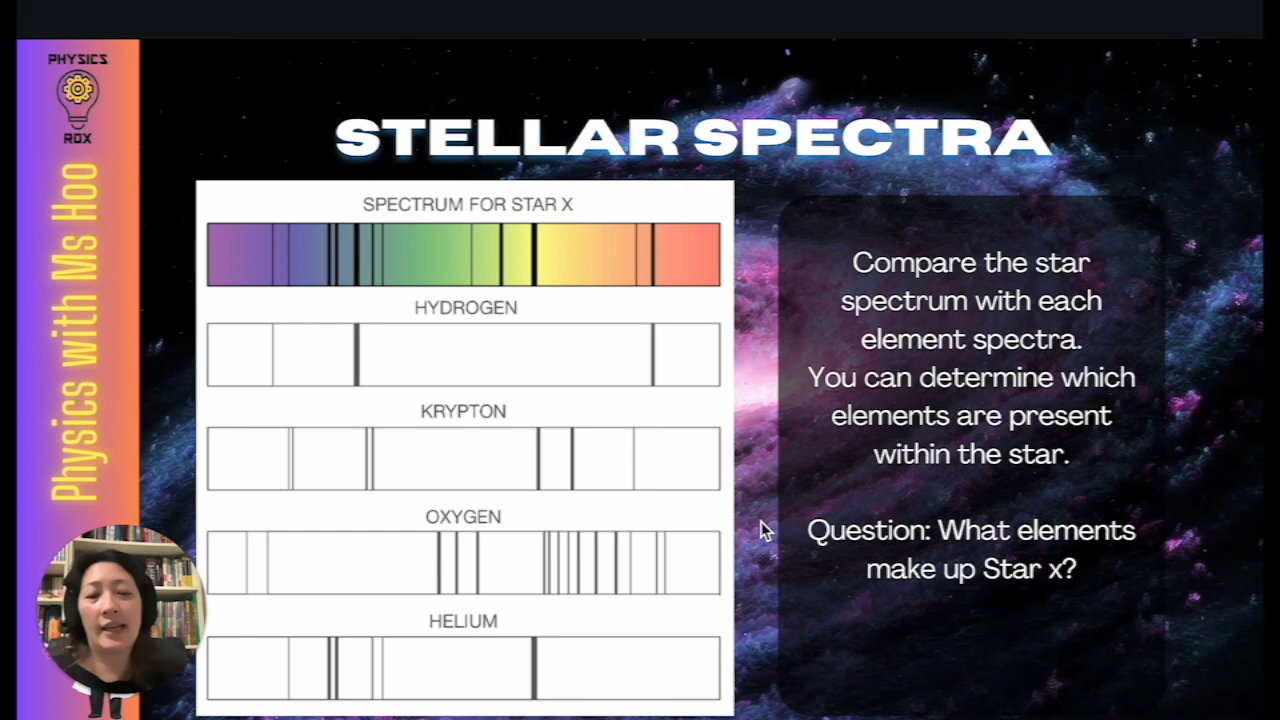 PHYSICS
ROX
Physics with Ms Hoo
STELLAR SPECTRA
SPECTRUM FOR STAR X
HYDROGEN
KRYPTON
OXYGEN
HELIUM
Compare the star
spectrum with each
element spectra.
You can determine which
elements are present
within the star.
Question: What elements
make up Star x?